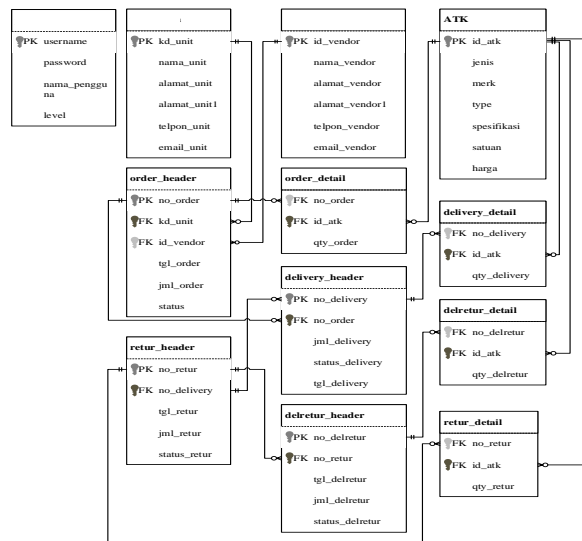 PK username
password
nama_penggu
na
level
PK kd_unit
nama_unit
alamat_unit
alamat_unit1
telpon_unit
email_unit
PK id_vendor
nama_vendor
alamat_vendor
alamat_vendor1
telpon_vendor
email_vendor
ATK
PK id_atk
jenis
merk
type
spesifikasi
satuan
harga
order_header
PK no_order
FK kd_unit
FK id_vendor
tgl_order
jml_order
status
order_detail
FK no_order
FK id_atk
qty_order
delivery_detail
FK no_delivery
FK id_atk
qty_delivery
delivery_header
PK no_delivery
FK no_order
jml_delivery
status_delivery
tgl_delivery
delretur_detail
FK no_delretur
FK id_atk
qty_delretur
retur_header
PK no_retur
FK no_delivery
tgl_retur
jml_retur
status_retur
delretur_header
PK no_delretur
FK no_retur
tgl_delretur
jml_delretur
status_delretur
retur_detail
FK no_retur
FK id_atk
qty_retur